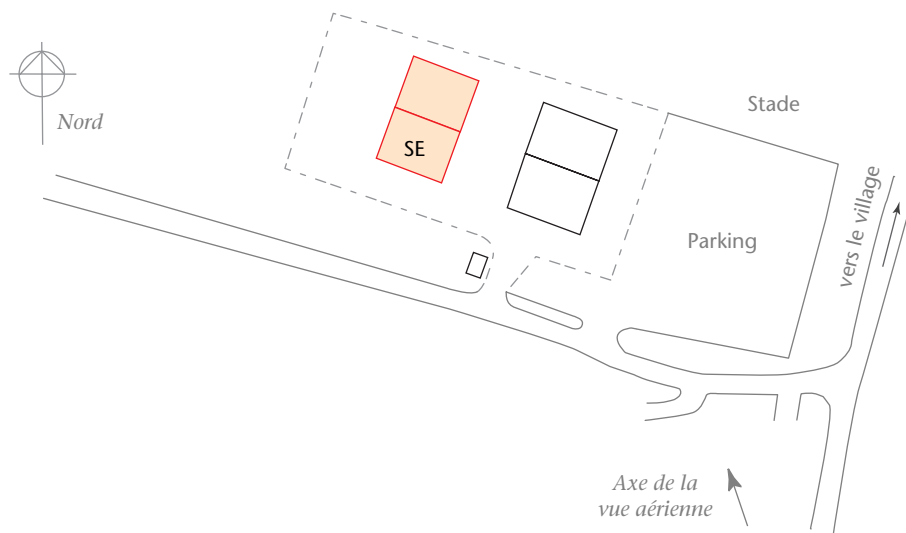 Stade
Nord
SE
vers le village
Parking
Axe de la
vue aérienne